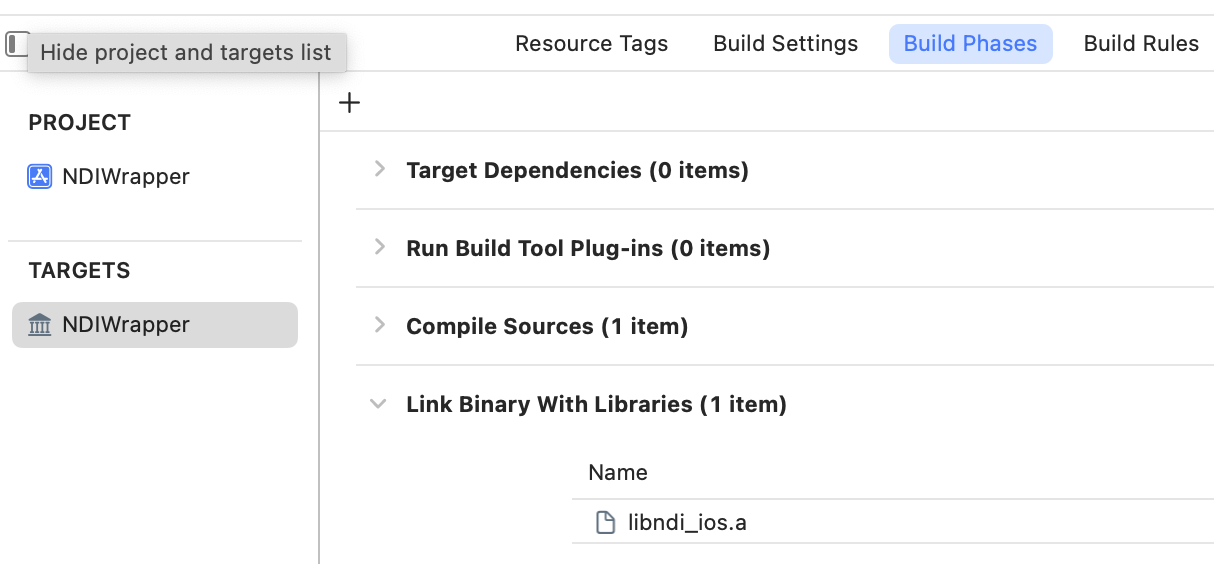 Hide project and targets list
Resource Tags
Build Settings
Build Phases
Build Rules
PROJECT
NDIWrapper
TARGETS
NDIWrapper
Target Dependencies (0 items)
Run Build Tool Plug-ins (0 items)
Compile Sources (1 item)
Link Binary With Libraries (1 item)
Name
libndi_ios.a